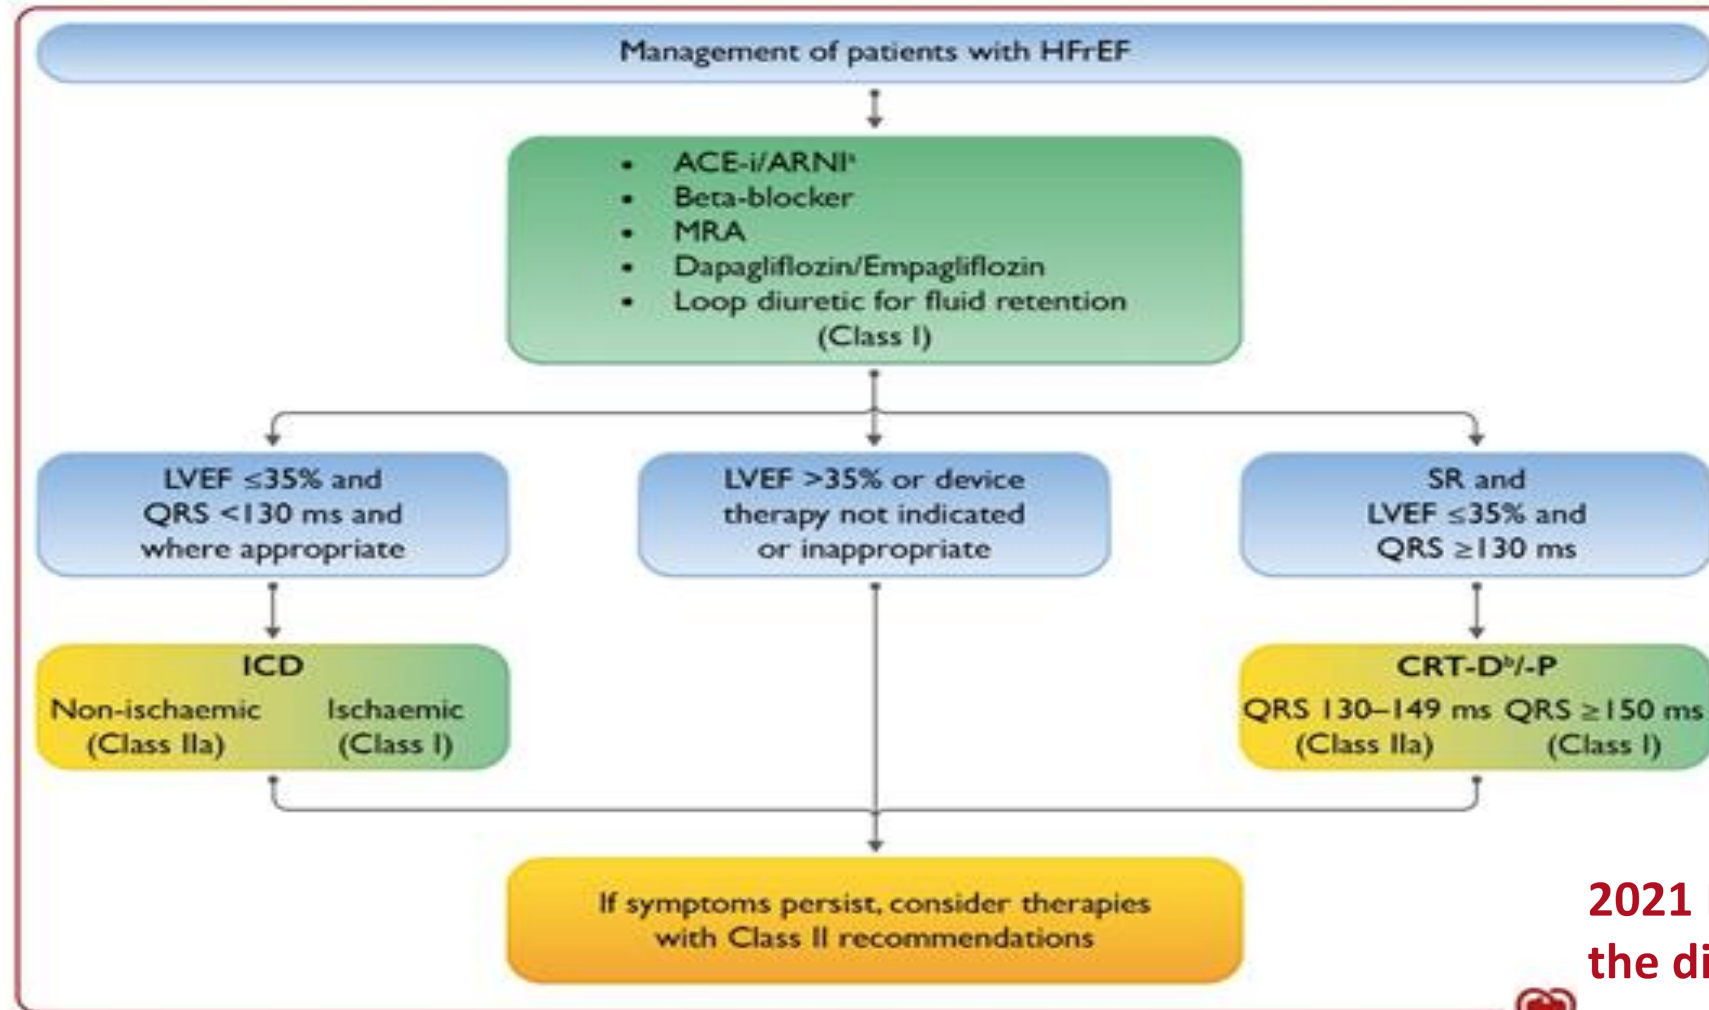 Management of patients with HFrEF
• ACE-i/ARNIᵃ
• Beta-blocker
• MRA
• Dapagliflozin/Empagliflozin
• Loop diuretic for fluid retention
(Class I)
LVEF ≤35% and
QRS <130 ms and
where appropriate
LVEF >35% or device
therapy not indicated
or inappropriate
SR and
LVEF ≤35% and
QRS ≥130 ms
ICD
Non-ischaemic
(Class IIa)
Ischaemic
(Class I)
CRT-Dᵇ/-P
QRS 130–149 ms
(Class IIa)
QRS ≥150 ms
(Class I)
If symptoms persist, consider therapies
with Class II recommendations
2021
the di